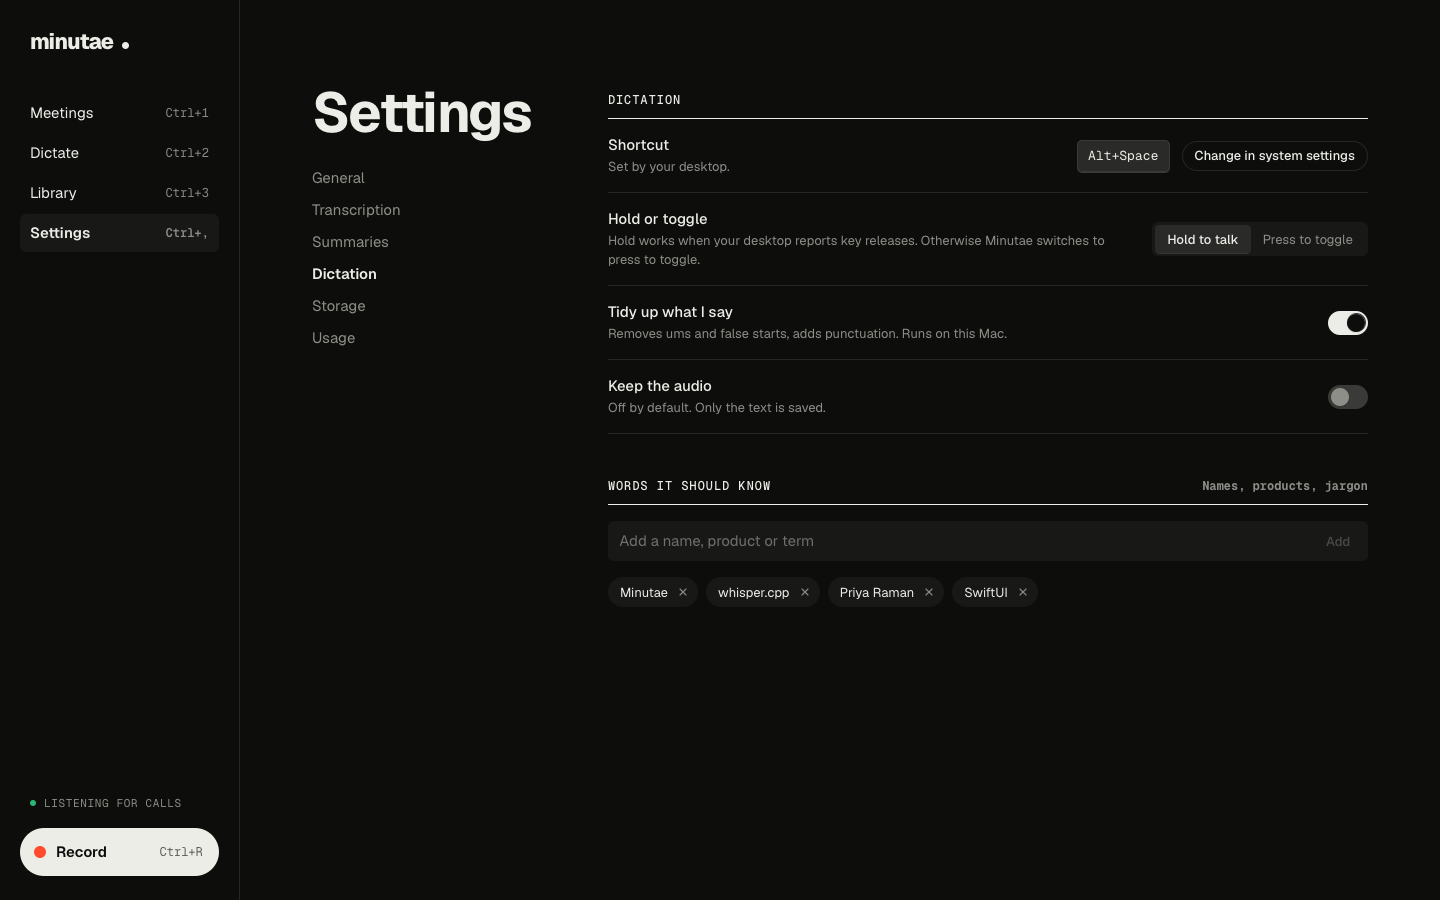 minutae
Meetings Ctrl+1
Dictate Ctrl+2
Library Ctrl+3
Settings Ctrl+,
LISTENING FOR CALLS
Record Ctrl+R
Settings
General
Transcription
Summaries
Dictation
Storage
Usage
DICTATION
Shortcut
Set by your desktop.
Alt+Space Change in system settings
Hold or toggle
Hold works when your desktop reports key releases. Otherwise Minutae switches to
press to toggle.
Hold to talk Press to toggle
Tidy up what I say
Removes ums and false starts, adds punctuation. Runs on this Mac.
Keep the audio
Off by default. Only the text is saved.
WORDS IT SHOULD KNOW Names, products, jargon
Add a name, product or term Add
Minutae × whisper.cpp × Priya Raman × SwiftUI ×